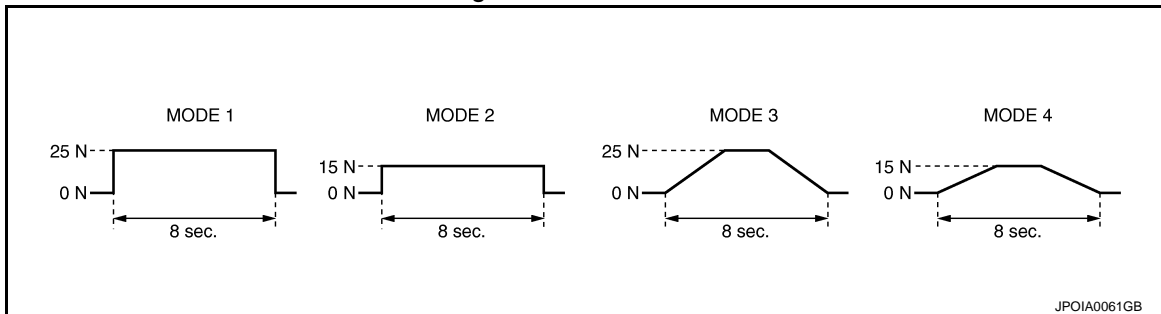 MODE 1
25 N
0 N
8 sec.
MODE 2
15 N
0 N
8 sec.
MODE 3
25 N
0 N
8 sec.
MODE 4
15 N
0 N
8 sec.
JPOIA0061GB